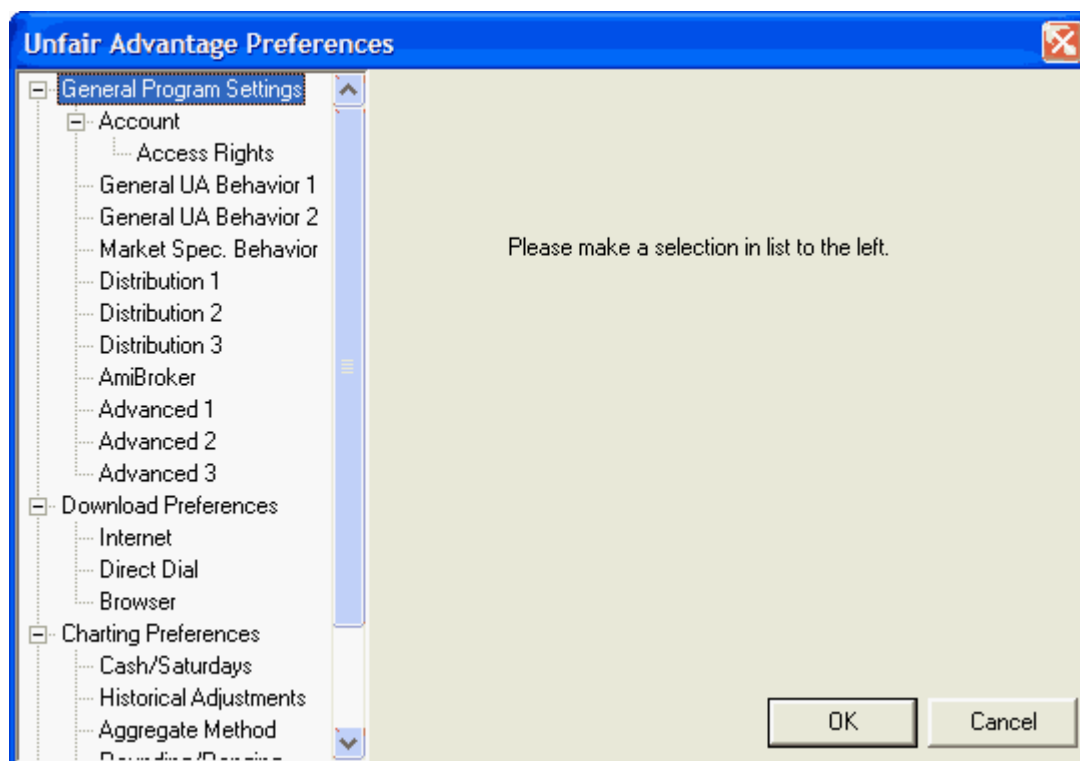 Unfair Advantage Preferences
General Program Settings
Account
Access Rights
General UA Behavior 1
General UA Behavior 2
Market Spec. Behavior
Distribution 1
Distribution 2
Distribution 3
AmiBroker
Advanced 1
Advanced 2
Advanced 3
Download Preferences
Internet
Direct Dial
Browser
Charting Preferences
Cash/Saturdays
Historical Adjustments
Aggregate Method
Please make a selection in list to the left.
OK
Cancel